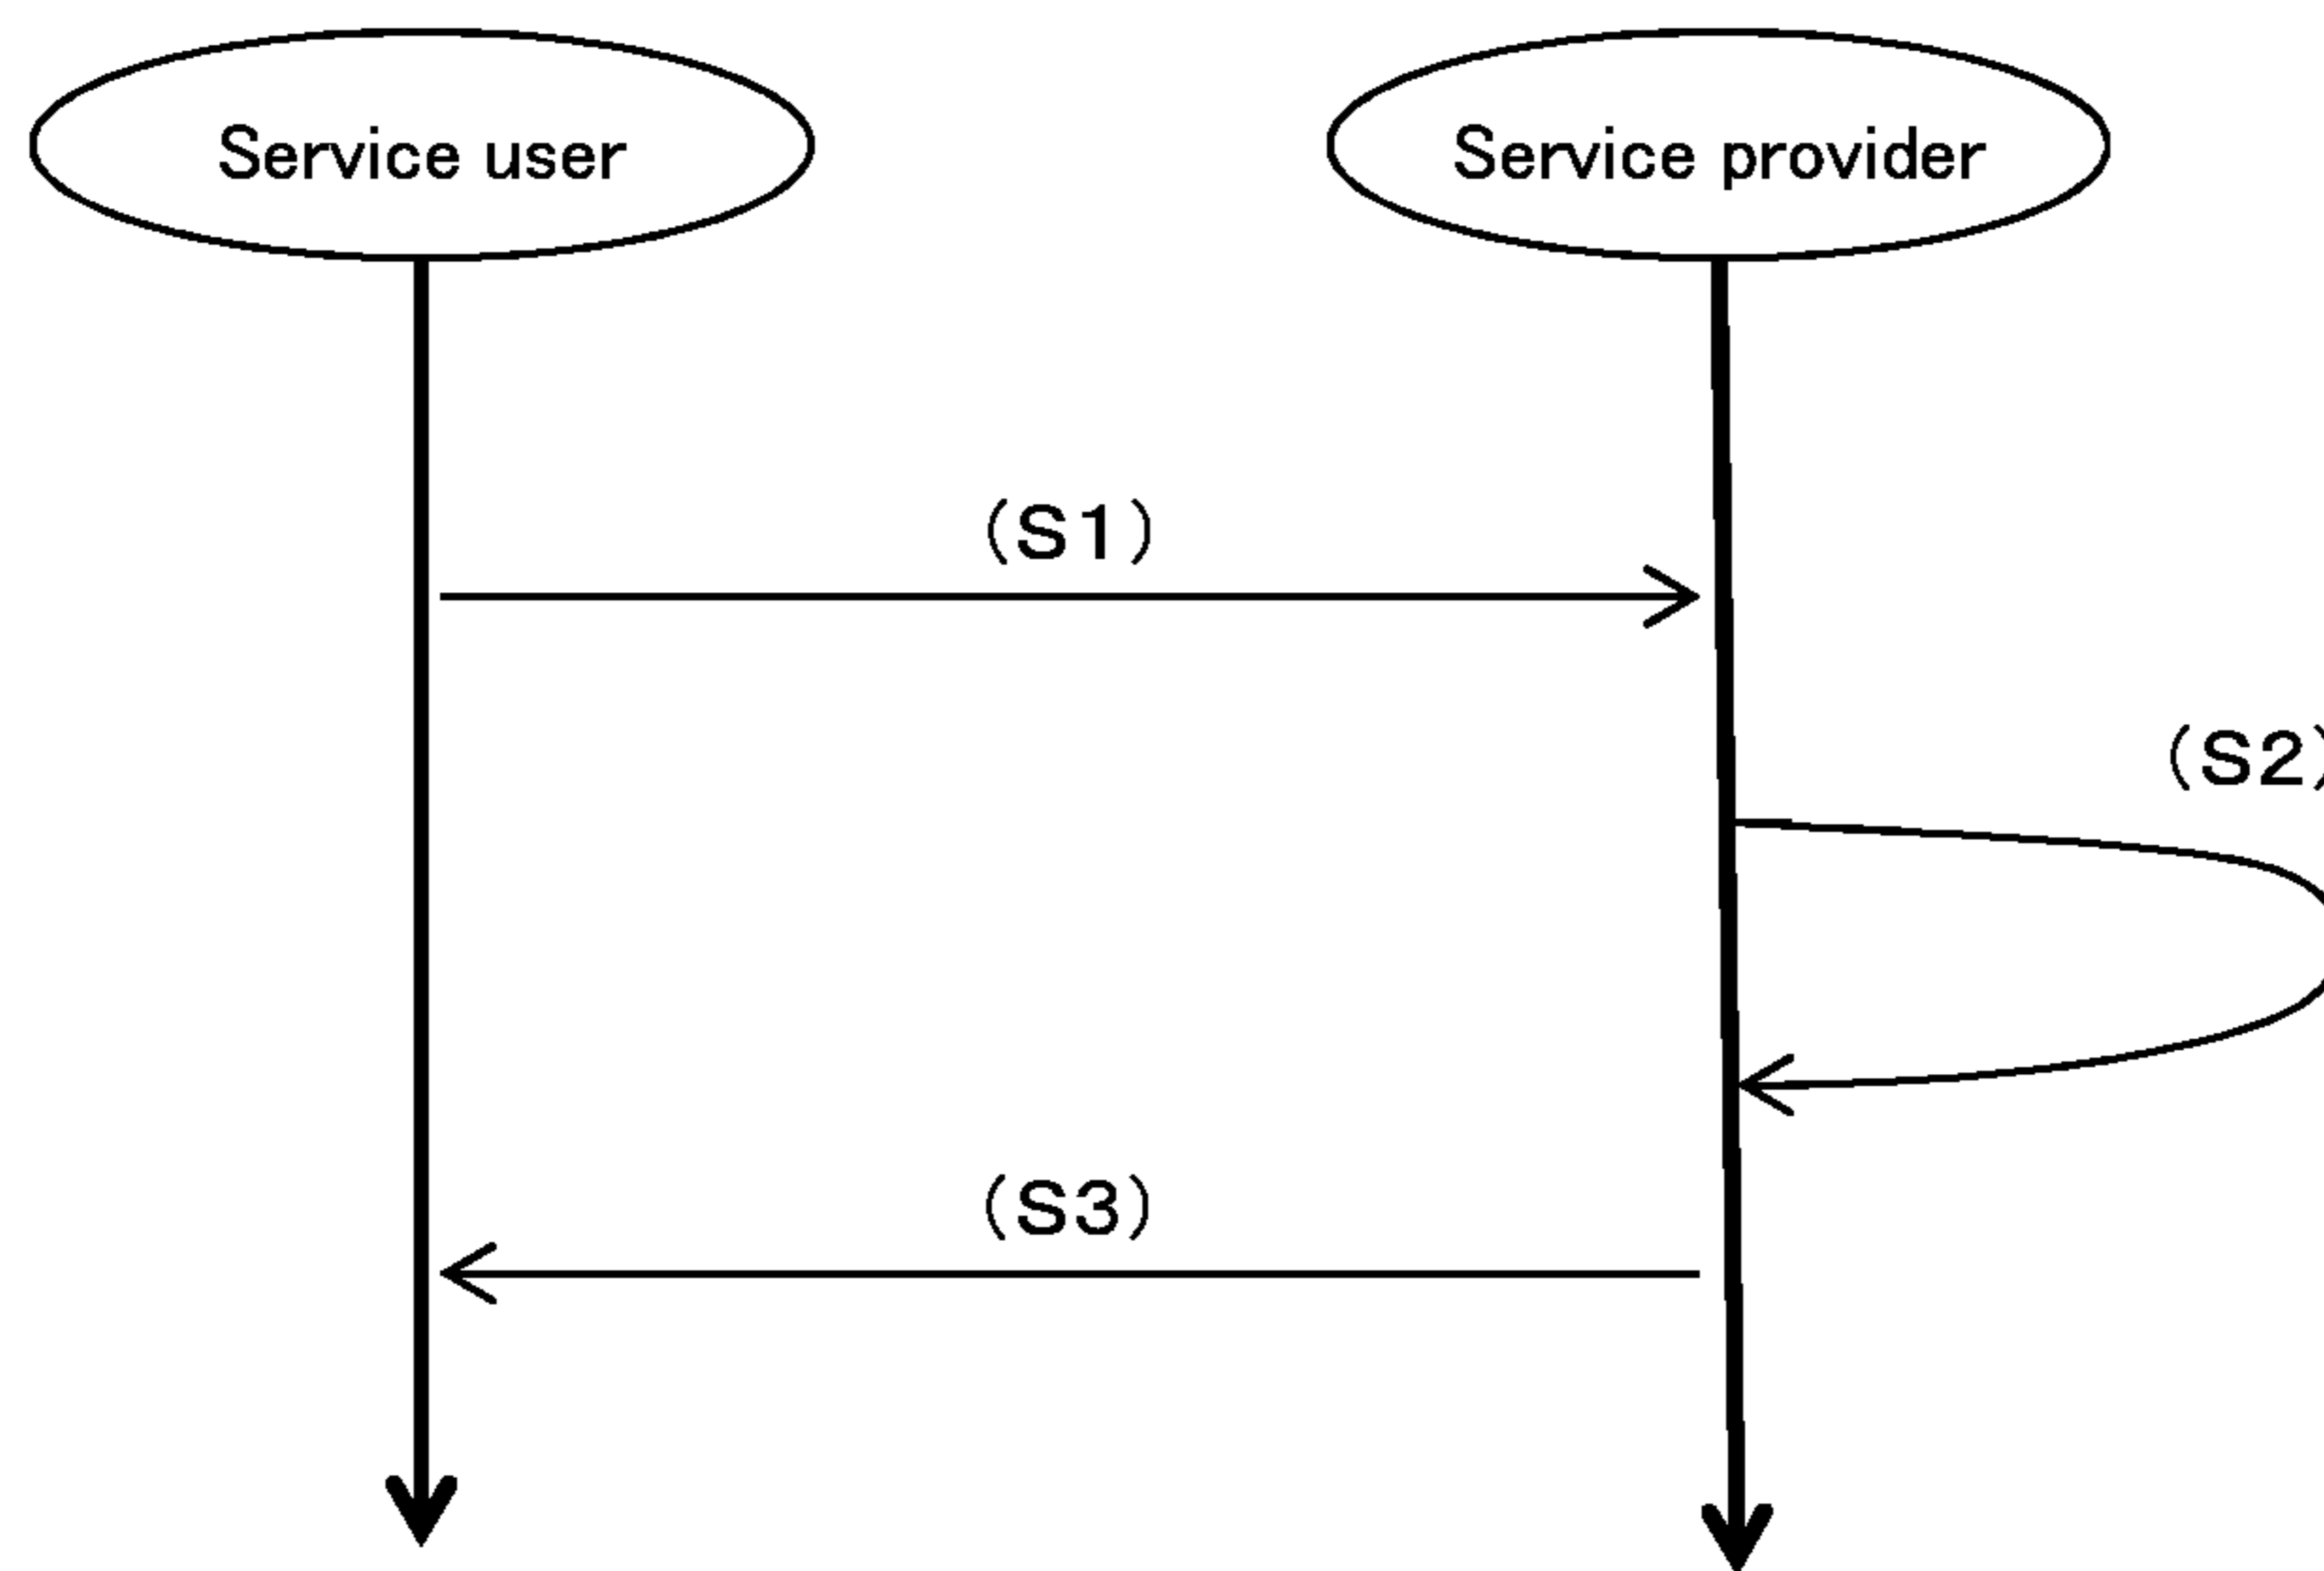 Service user
Service provider
(S1)
(S2)
(S3)